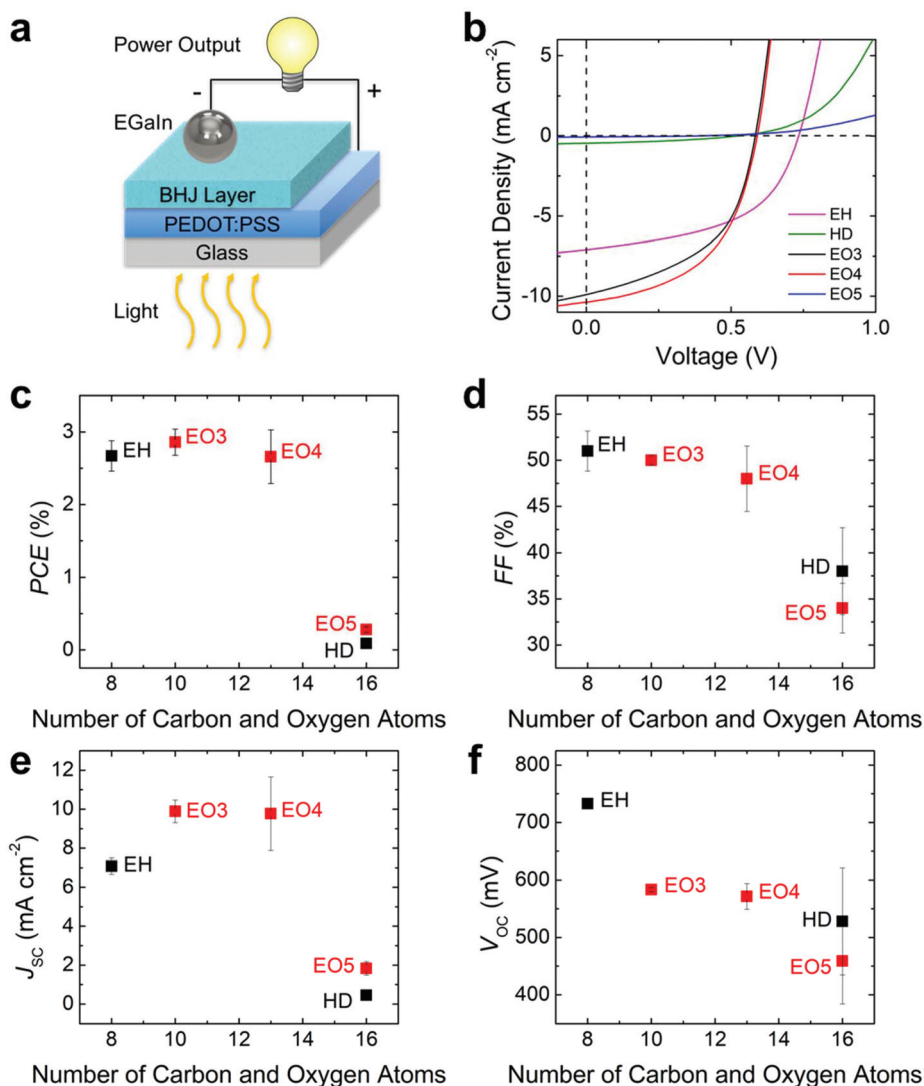 a
Power Output
-
+
EGaIn
BHJ Layer
PEDOT:PSS
Glass
Light
b
Current Density (mA cm⁻²)
5
0
-5
-10
EH
HD
EO3
EO4
EO5
0.0
0.5
1.0
Voltage (V)
c
PCE (%)
3
2
1
0
EH
EO3
EO4
EO5
HD
8
10
12
14
16
Number of Carbon and Oxygen Atoms
d
FF (%)
55
50
45
40
35
30
EH
EO3
EO4
HD
EO5
8
10
12
14
16
Number of Carbon and Oxygen Atoms
e
J_SC (mA cm⁻²)
12
10
8
6
4
2
0
EH
EO3
EO4
EO5
HD
8
10
12
14
16
Number of Carbon and Oxygen Atoms
f
V_OC (mV)
800
700
600
500
400
EH
EO3
EO4
HD
EO5
8
10
12
14
16
Number of Carbon and Oxygen Atoms